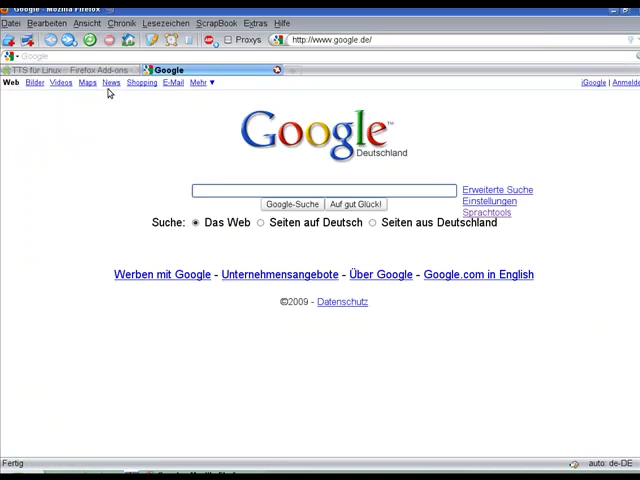 Google - Mozilla Firefox
Datei Bearbeiten Ansicht Chronik Lesezeichen ScrapBook Extras Hilfe
ABP Proxys http://www.google.de/
Google
TTS für Linux :: Firefox Add-ons Google
Web Bilder Videos Maps News Shopping E-Mail Mehr ▼ iGoogle | Anmelde
Google™
Deutschland
Erweiterte Suche
Einstellungen
Sprachtools
Google-Suche Auf gut Glück!
Suche: Das Web Seiten auf Deutsch Seiten aus Deutschland
Werben mit Google - Unternehmensangebote - Über Google - Google.com in English
©2009 - Datenschutz
Fertig auto: de-DE